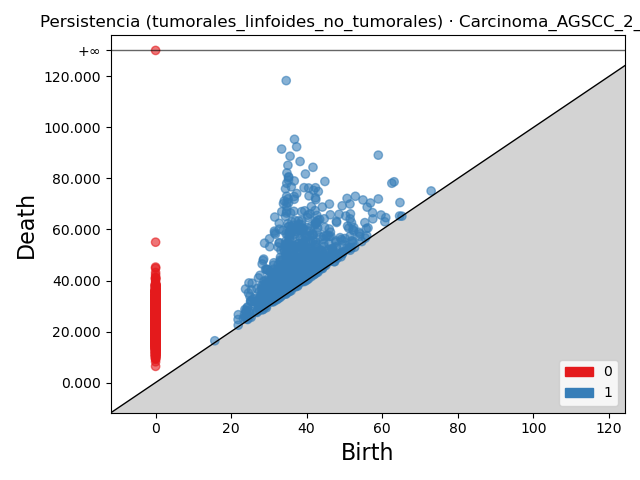 Persistencia (tumorales_linfoides_no_tumorales) · Carcinoma_AGSCC_2_
+∞
120.000
100.000
80.000
60.000
40.000
20.000
0.000
Death
0
1
0 20 40 60 80 100 120
Birth